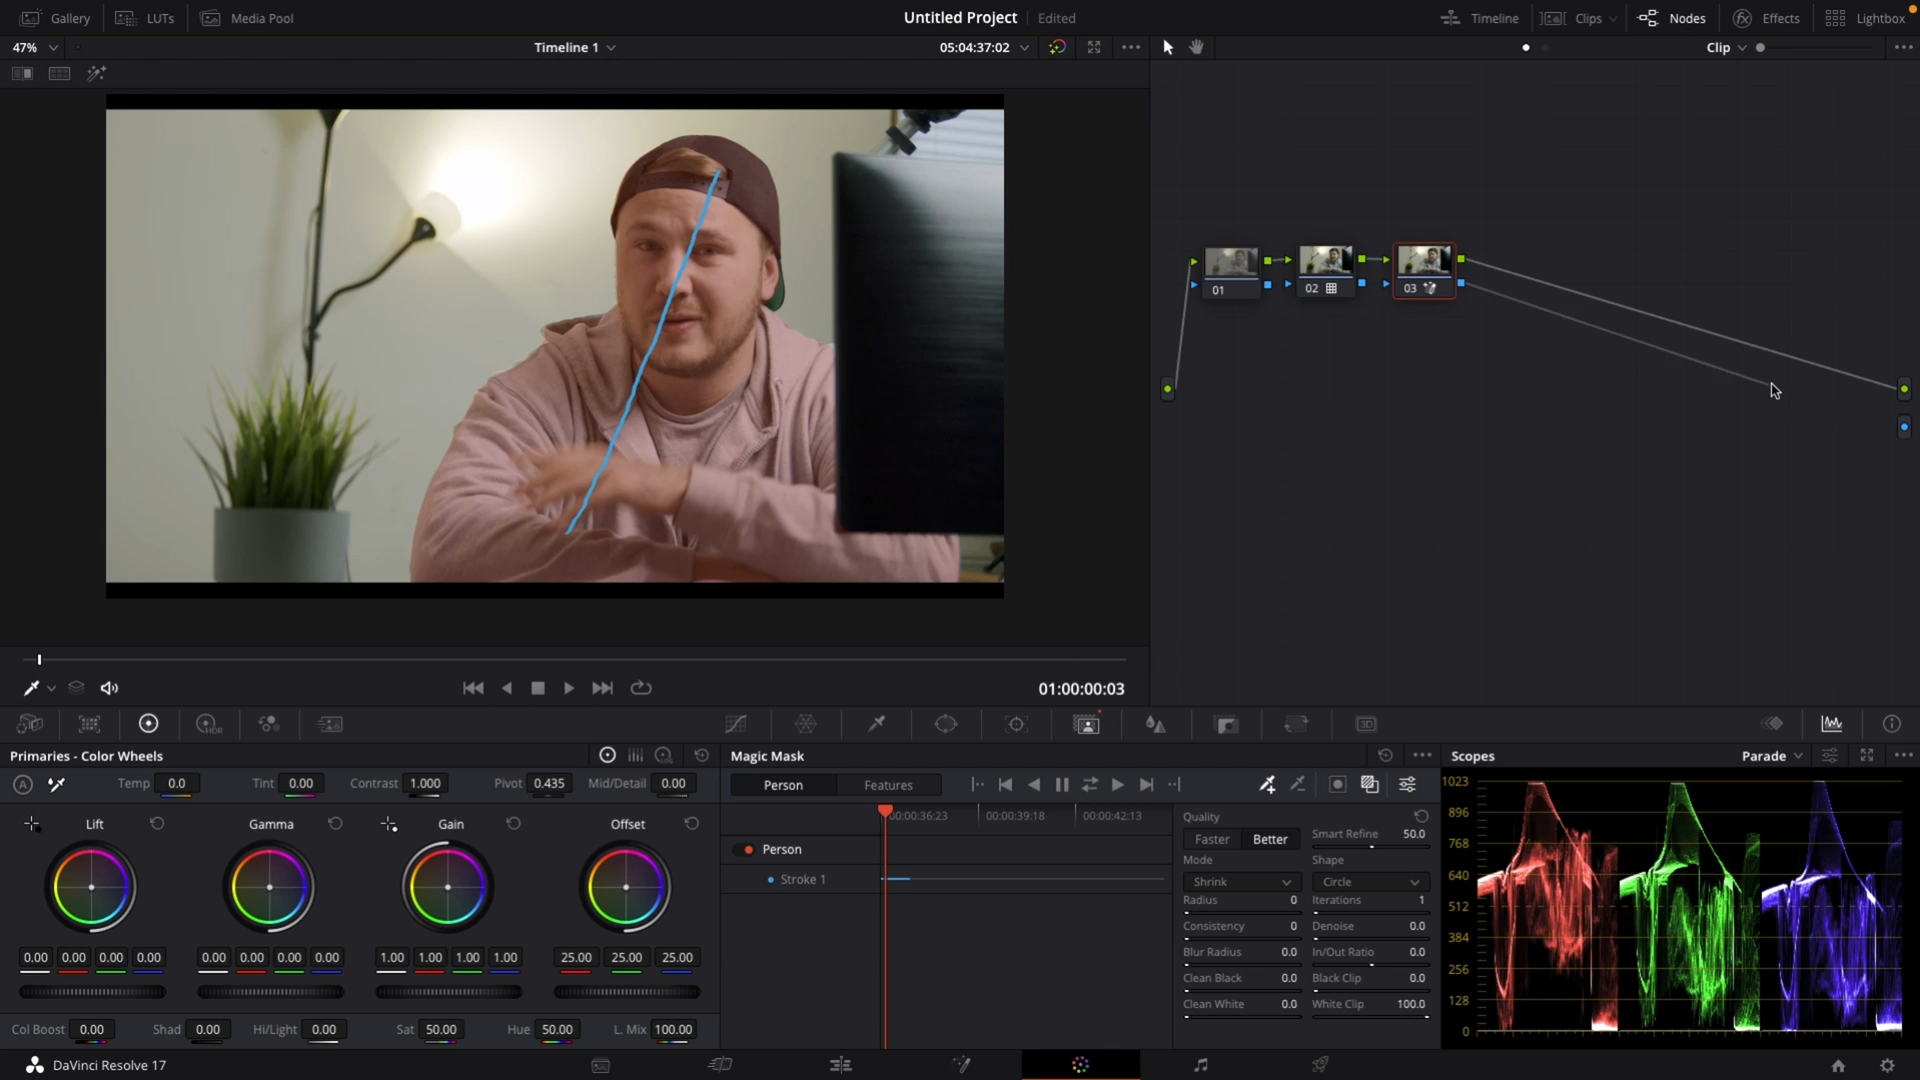 Gallery LUTs Media Pool Untitled Project Edited Timeline Clips Nodes Effects Lightbox
47% Timeline 1 05:04:37:02 Clip
01 02 03
01:00:00:03
HDR 3D
Primaries - Color Wheels Magic Mask Scopes Parade
A Temp 0.0 Tint 0.00 Contrast 1.000 Pivot 0.435 Mid/Detail 0.00
Person Features
Lift Gamma Gain Offset
0.00 0.00 0.00 0.00 0.00 0.00 0.00 0.00 1.00 1.00 1.00 1.00 25.00 25.00 25.00
Col Boost 0.00 Shad 0.00 Hi/Light 0.00 Sat 50.00 Hue 50.00 L. Mix 100.00
00:00:36:23 00:00:39:18 00:00:42:13
Person
Stroke 1
Quality
Faster Better Smart Refine 50.0
Mode Shape
Shrink Circle
Radius 0 Iterations 1
Consistency 0 Denoise 0.0
Blur Radius 0.0 In/Out Ratio 0.0
Clean Black 0.0 Black Clip 0.0
Clean White 0.0 White Clip 100.0
1023
896
768
640
512
384
256
128
0
DaVinci Resolve 17